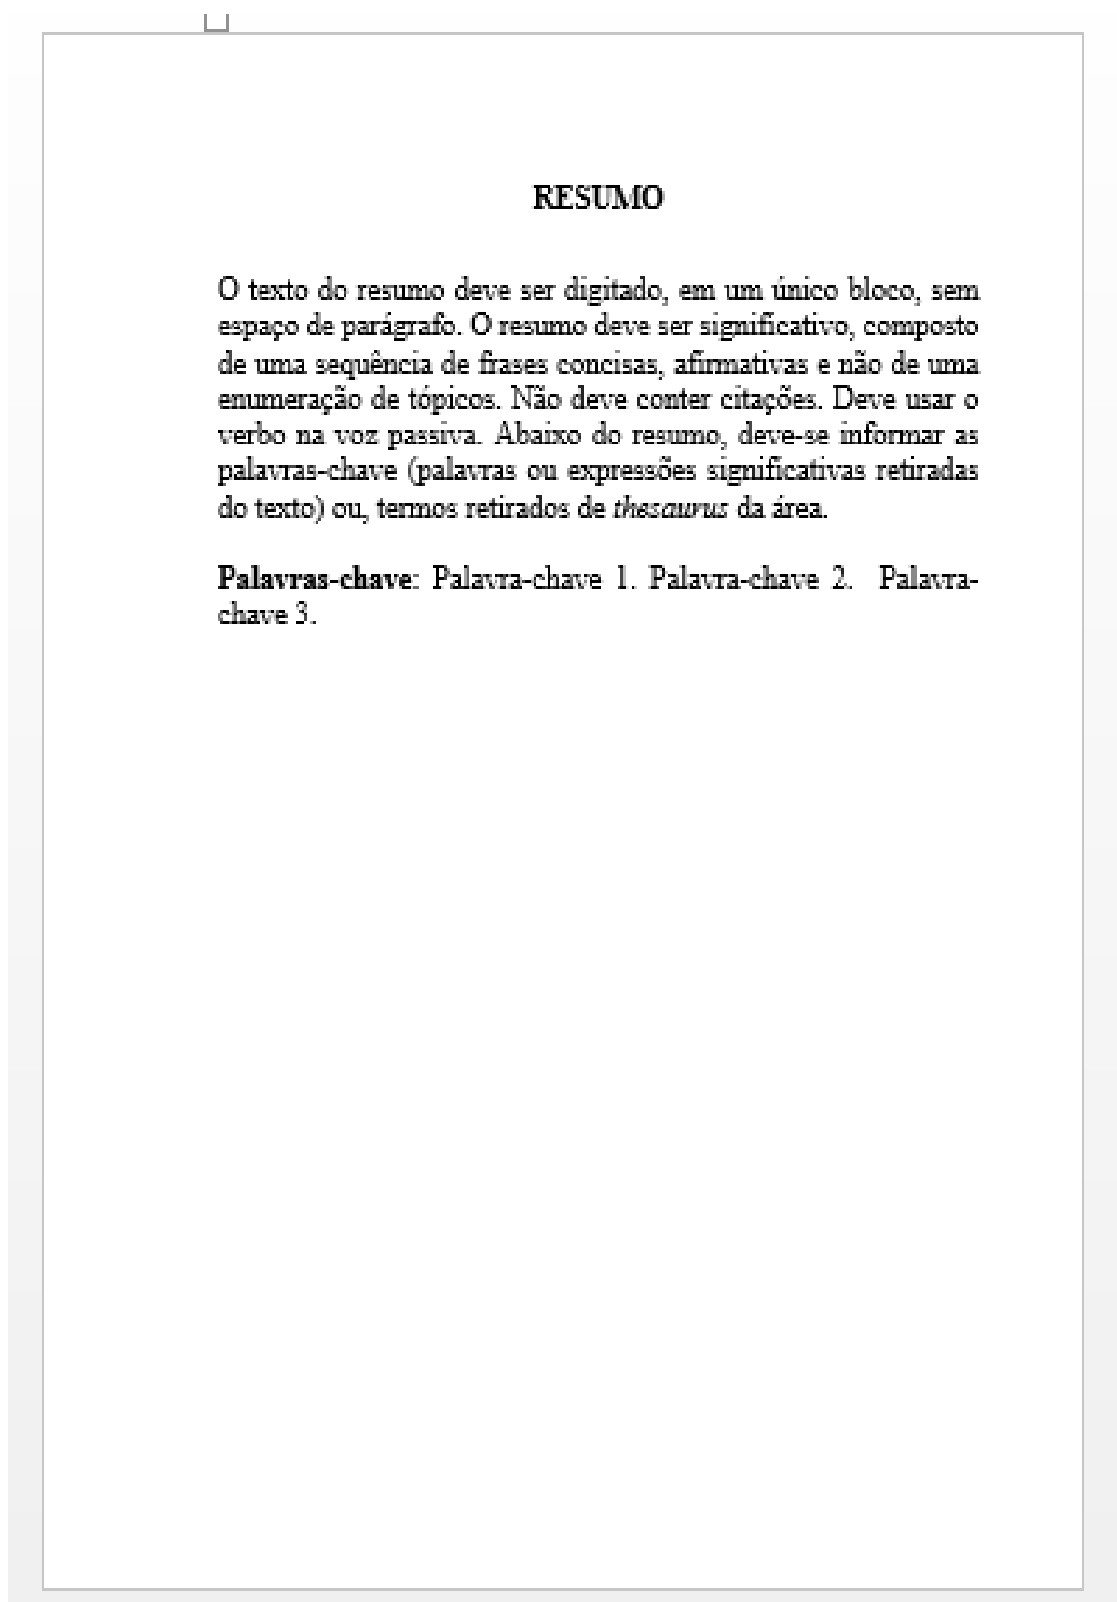 RESUMO
O texto do resumo deve ser digitado, em um único bloco, sem
espaço de parágrafo. O resumo deve ser significativo, composto
de uma sequência de frases concisas, afirmativas e não de uma
enumeração de tópicos. Não deve conter citações. Deve usar o
verbo na voz passiva. Abaixo do resumo, deve-se informar as
palavras-chave (palavras ou expressões significativas retiradas
do texto) ou, termos retirados de thesaurus da área.
Palavras-chave: Palavra-chave 1. Palavra-chave 2. Palavra-
chave 3.